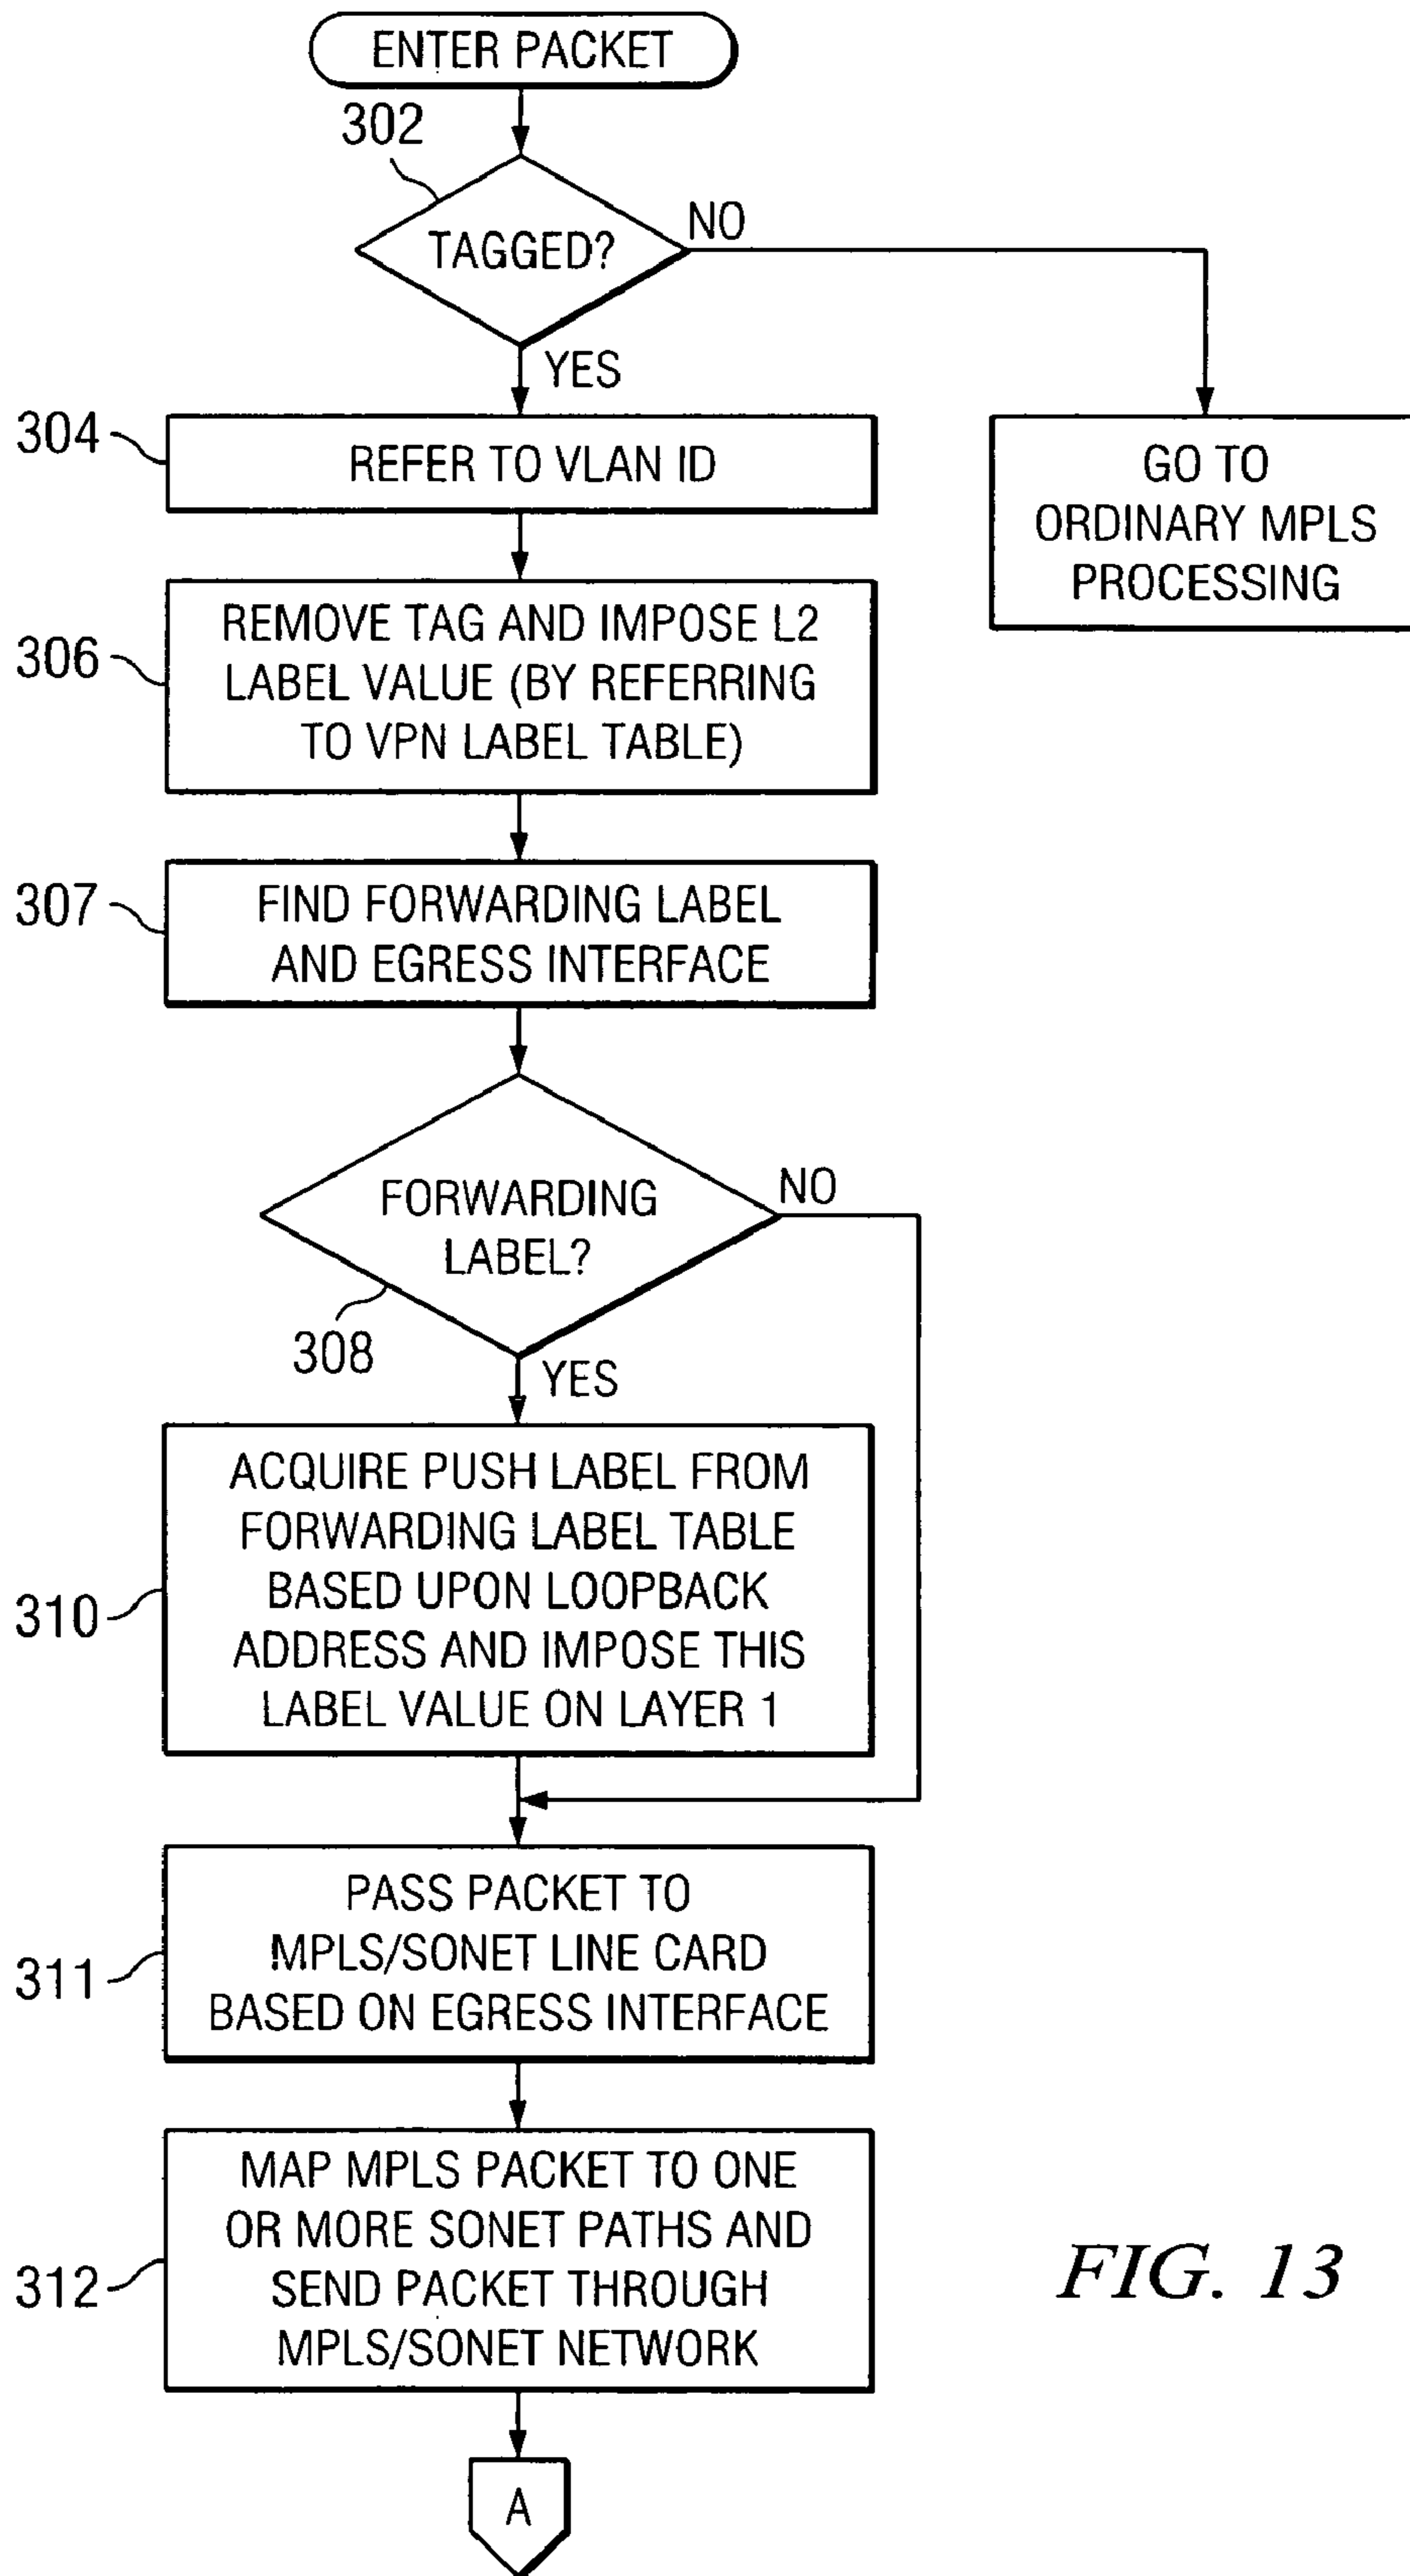 ENTER PACKET
302
TAGGED?
NO
YES
304
REFER TO VLAN ID
GO TO
ORDINARY MPLS
PROCESSING
306
REMOVE TAG AND IMPOSE L2
LABEL VALUE (BY REFERRING
TO VPN LABEL TABLE)
307
FIND FORWARDING LABEL
AND EGRESS INTERFACE
FORWARDING
LABEL?
NO
308
YES
310
ACQUIRE PUSH LABEL FROM
FORWARDING LABEL TABLE
BASED UPON LOOPBACK
ADDRESS AND IMPOSE THIS
LABEL VALUE ON LAYER 1
311
PASS PACKET TO
MPLS/SONET LINE CARD
BASED ON EGRESS INTERFACE
312
MAP MPLS PACKET TO ONE
OR MORE SONET PATHS AND
SEND PACKET THROUGH
MPLS/SONET NETWORK
FIG. 13
A